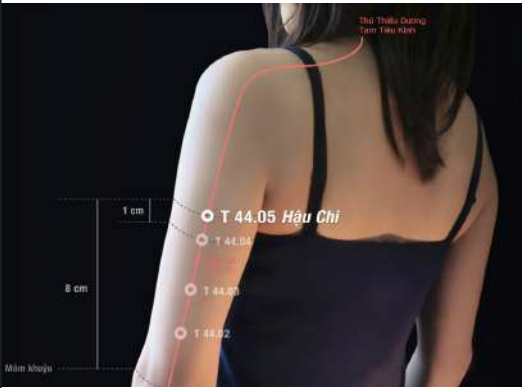 Thủ Thiếu Dương
Tam Tiêu Kinh
1 cm
T 44.05 Hậu Chi
T 44.04
8 cm
T 44.03
T 44.02
Mỏm khuỷu